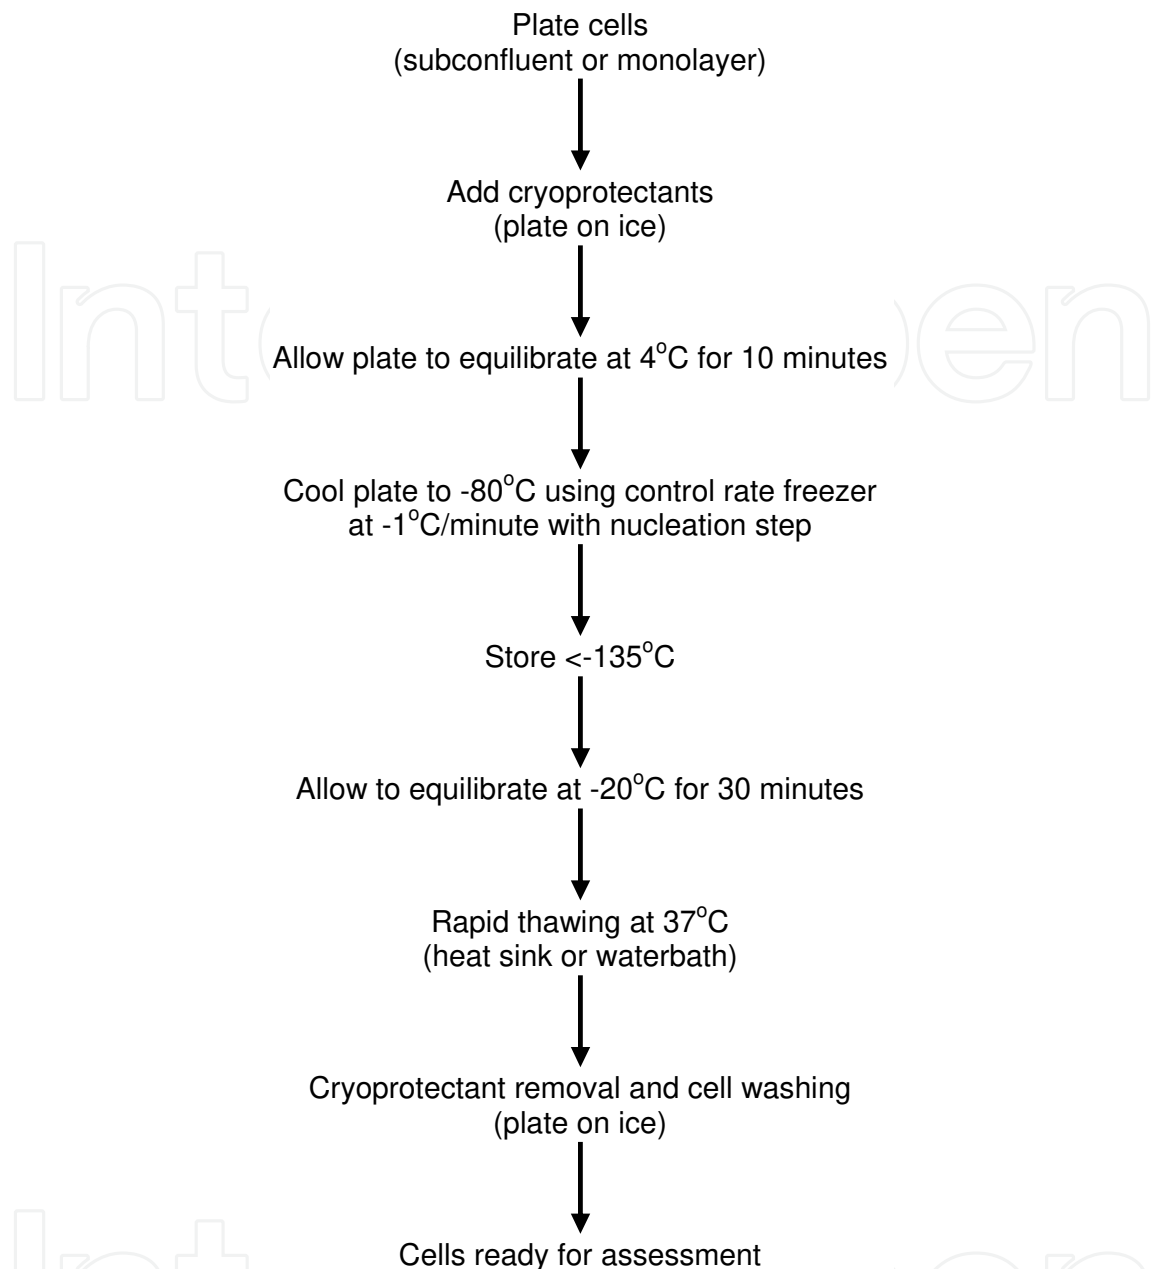 Plate cells
(subconfluent or monolayer)
Add cryoprotectants
(plate on ice)
Allow plate to equilibrate at 4°C for 10 minutes
Cool plate to -80°C using control rate freezer
at -1°C/minute with nucleation step
Store <-135°C
Allow to equilibrate at -20°C for 30 minutes
Rapid thawing at 37°C
(heat sink or waterbath)
Cryoprotectant removal and cell washing
(plate on ice)
Cells ready for assessment